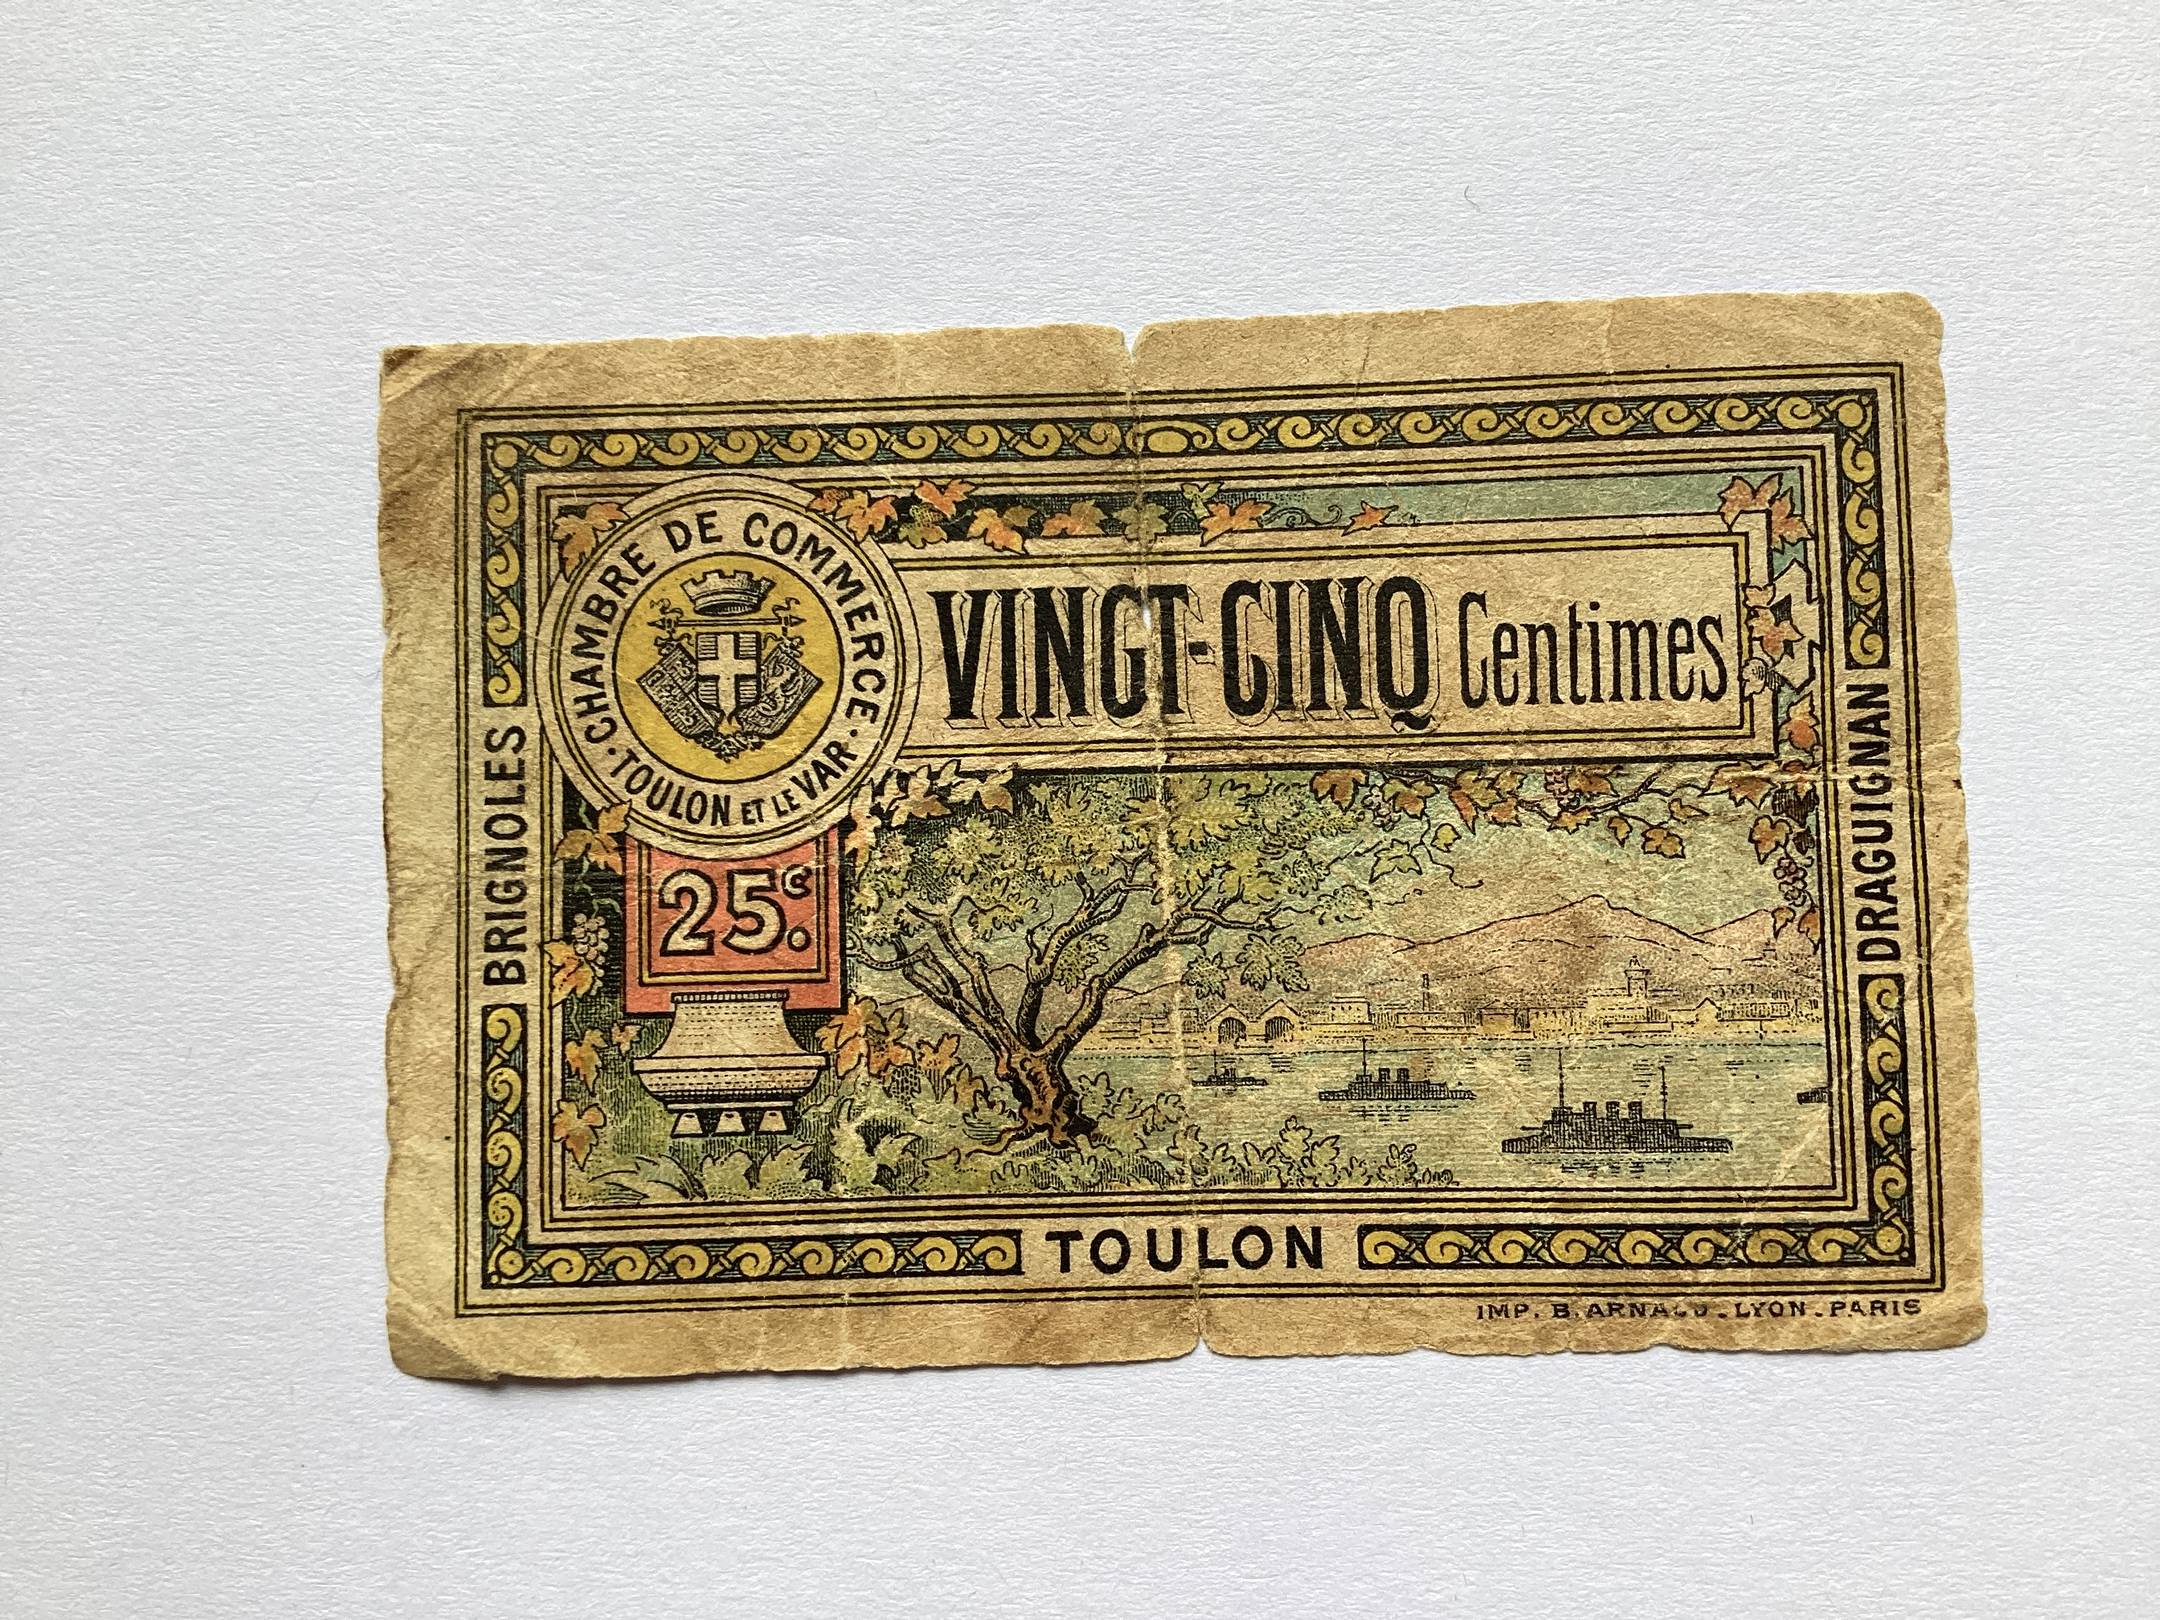 CHAMBRE DE COMMERCE
· TOULON ET LE VAR ·
VINGT-CINQ Centimes
25c.
BRIGNOLES
DRAGUIGNAN
TOULON
IMP. B. ARNAUD - LYON - PARIS